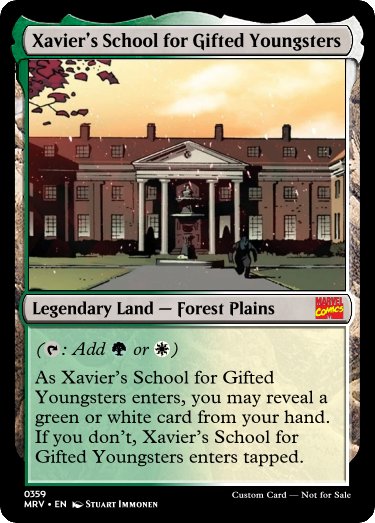 Xavier's School for Gifted Youngsters
Legendary Land — Forest Plains
MARVEL
COMICS
(: Add or )
As Xavier's School for Gifted
Youngsters enters, you may reveal a
green or white card from your hand.
If you don't, Xavier's School for
Gifted Youngsters enters tapped.
0359
MRV • EN Stuart Immonen
Custom Card — Not for Sale